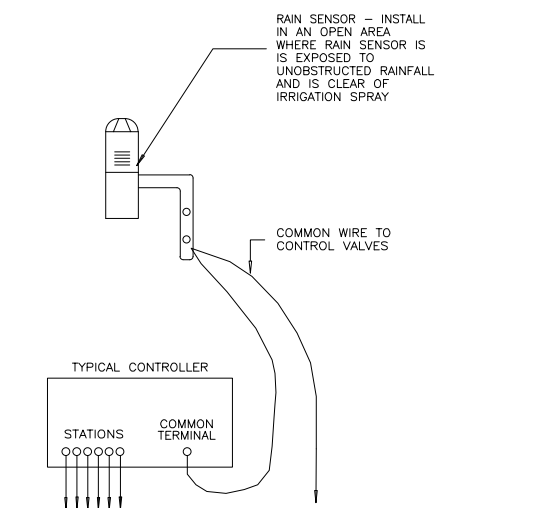 RAIN SENSOR – INSTALL
IN AN OPEN AREA
WHERE RAIN SENSOR IS
IS EXPOSED TO
UNOBSTRUCTED RAINFALL
AND IS CLEAR OF
IRRIGATION SPRAY
COMMON WIRE TO
CONTROL VALVES
TYPICAL CONTROLLER
STATIONS
COMMON
TERMINAL